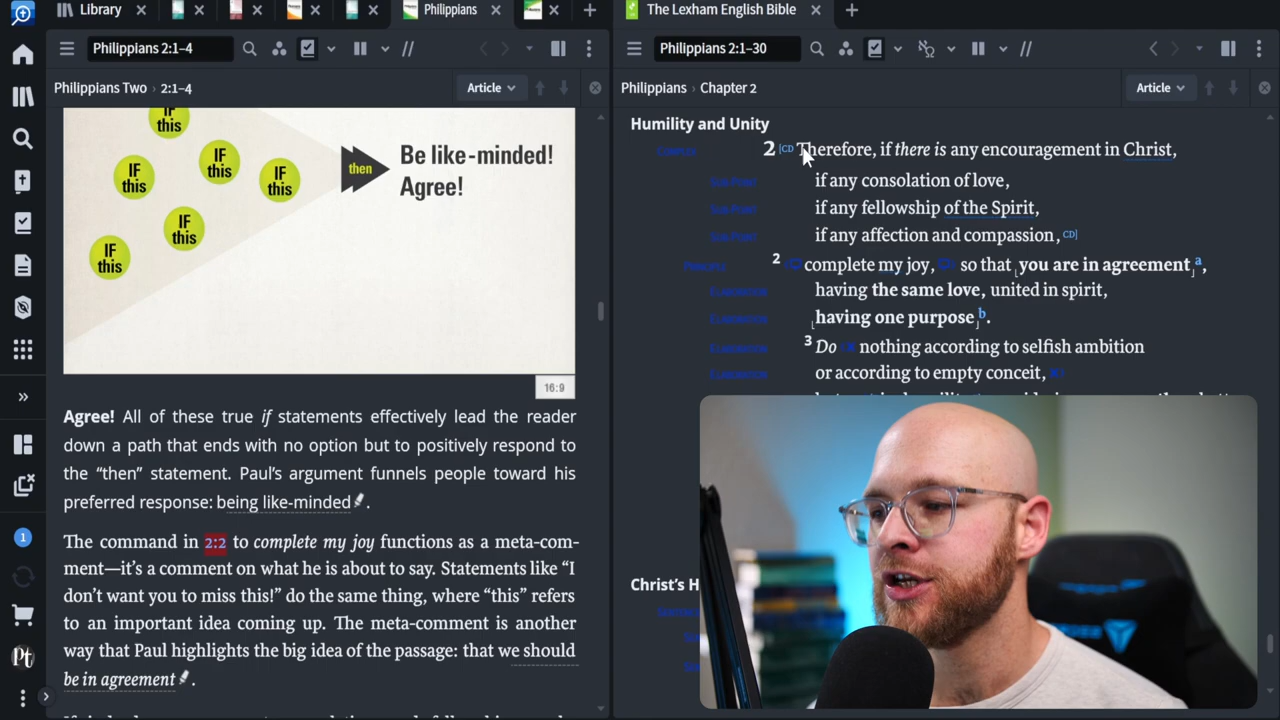 Library
Philippians
The Lexham English Bible
Philippians 2:1–4
Philippians 2:1–30
Philippians Two › 2:1–4
Article
Philippians › Chapter 2
Article
IF
this
IF
this
IF
this
IF
this
IF
this
IF
this
then
Be like-minded!
Agree!
16:9
Agree! All of these true if statements effectively lead the reader
down a path that ends with no option but to positively respond to
the “then” statement. Paul’s argument funnels people toward his
preferred response: being like-minded.
The command in 2:2 to complete my joy functions as a meta-com-
ment—it’s a comment on what he is about to say. Statements like “I
don’t want you to miss this!” do the same thing, where “this” refers
to an important idea coming up. The meta-comment is another
way that Paul highlights the big idea of the passage: that we should
be in agreement.
Humility and Unity
2 [CD Therefore, if there is any encouragement in Christ,
if any consolation of love,
if any fellowship of the Spirit,
if any affection and compassion, CD]
2 complete my joy, so that ⌞you are in agreement⌟a,
having the same love, united in spirit,
⌞having one purpose⌟b.
3 Do nothing according to selfish ambition
or according to empty conceit,
Christ’s H
1
Pt